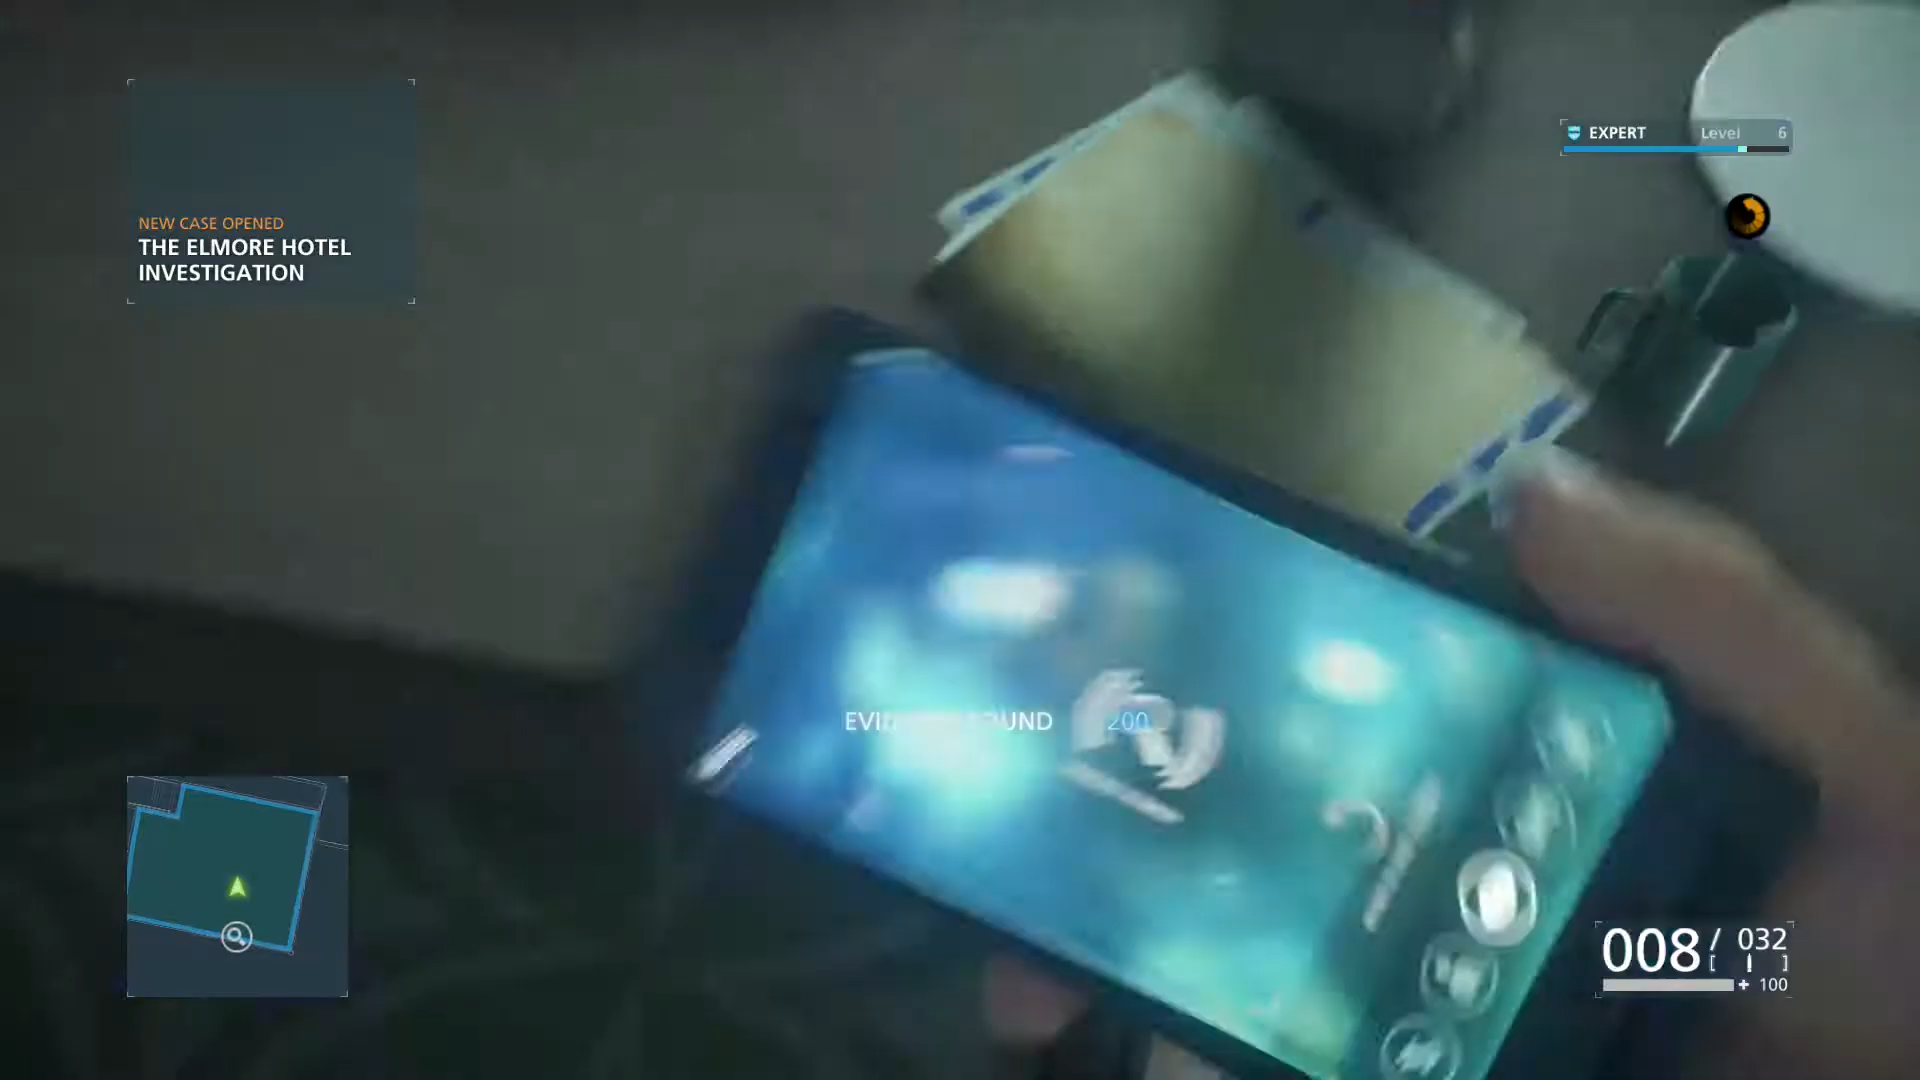 NEW CASE OPENED
THE ELMORE HOTEL
INVESTIGATION
EXPERT Level 6
200
008 / 032
[ ! ]
+ 100